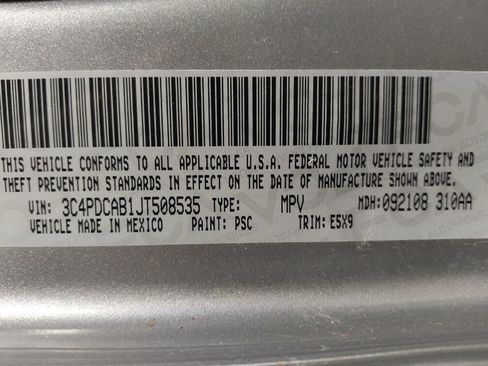 THIS VEHICLE CONFORMS TO ALL APPLICABLE U.S.A. FEDERAL MOTOR VEHICLE SAFETY AND
THEFT PREVENTION STANDARDS IN EFFECT ON THE DATE OF MANUFACTURE SHOWN ABOVE.
VIN: 3C4PDCAB1JT508535 TYPE: MPV MDH:092108 310AA
VEHICLE MADE IN MEXICO PAINT: PSC TRIM: E5X9